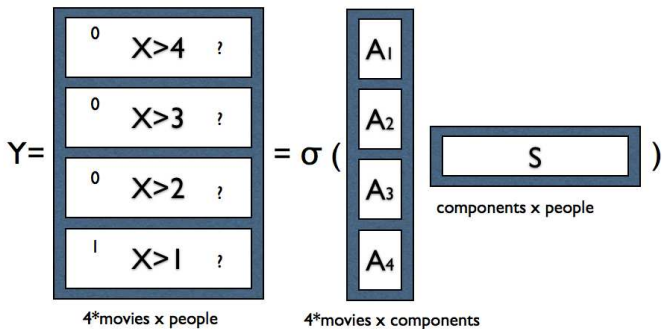 0 X>4 ?
0 X>3 ?
0 X>2 ?
1 X>1 ?
Y=
= σ (
A1
A2
A3
A4
S
)
components x people
4*movies x people
4*movies x components